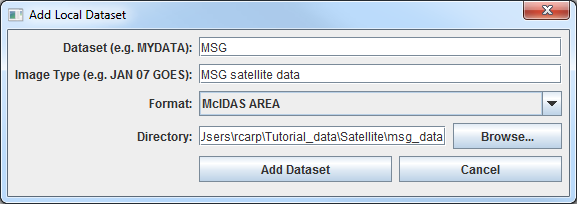 Add Local Dataset
Dataset (e.g. MYDATA): MSG
Image Type (e.g. JAN 07 GOES): MSG satellite data
Format: McIDAS AREA
Directory: Jsers\rcarp\Tutorial_data\Satellite\msg_data Browse...
Add Dataset Cancel